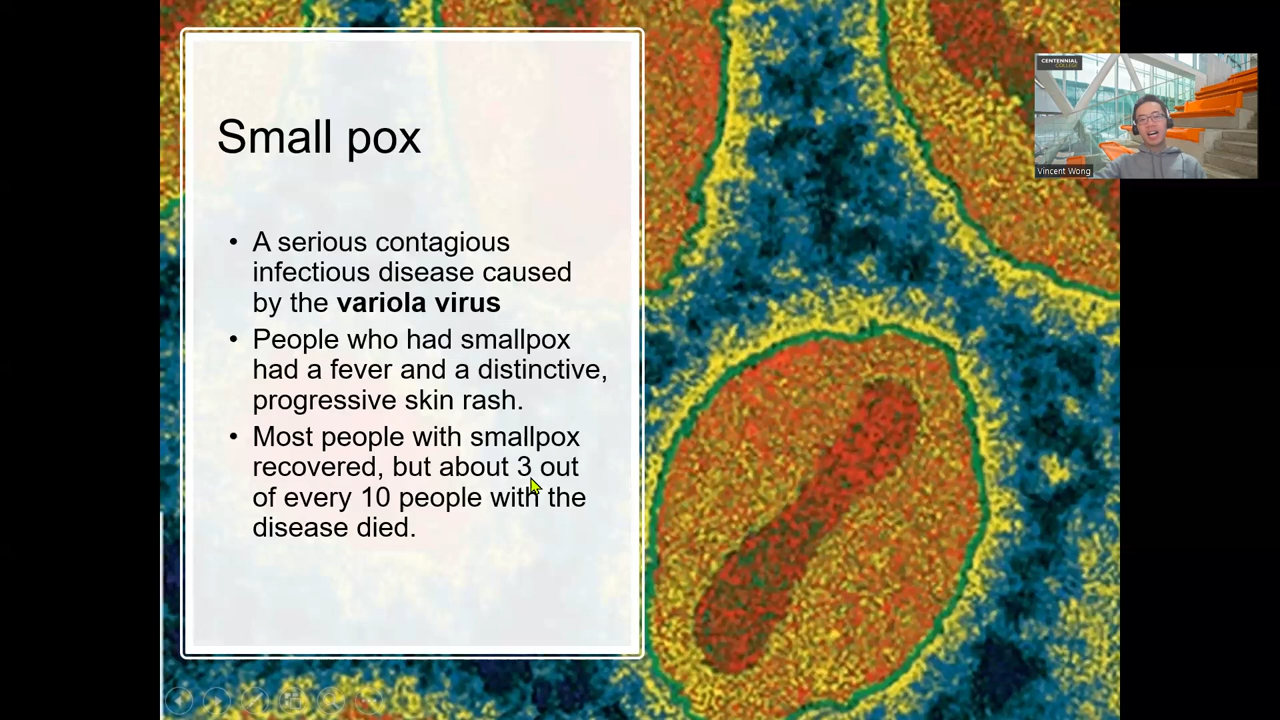 Small pox
• A serious contagious
infectious disease caused
by the variola virus
• People who had smallpox
had a fever and a distinctive,
progressive skin rash.
• Most people with smallpox
recovered, but about 3 out
of every 10 people with the
disease died.
CENTENNIAL
COLLEGE
Vincent Wong